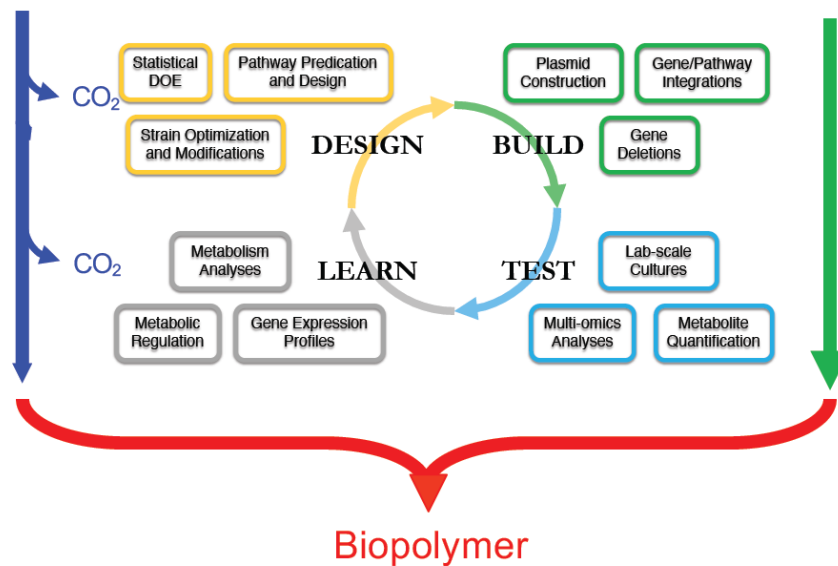 Statistical
DOE
Pathway Predication
and Design
Plasmid
Construction
Gene/Pathway
Integrations
CO2
Strain Optimization
and Modifications
DESIGN
BUILD
Gene
Deletions
Metabolism
Analyses
LEARN
TEST
Lab-scale
Cultures
CO2
Metabolic
Regulation
Gene Expression
Profiles
Multi-omics
Analyses
Metabolite
Quantification
Biopolymer